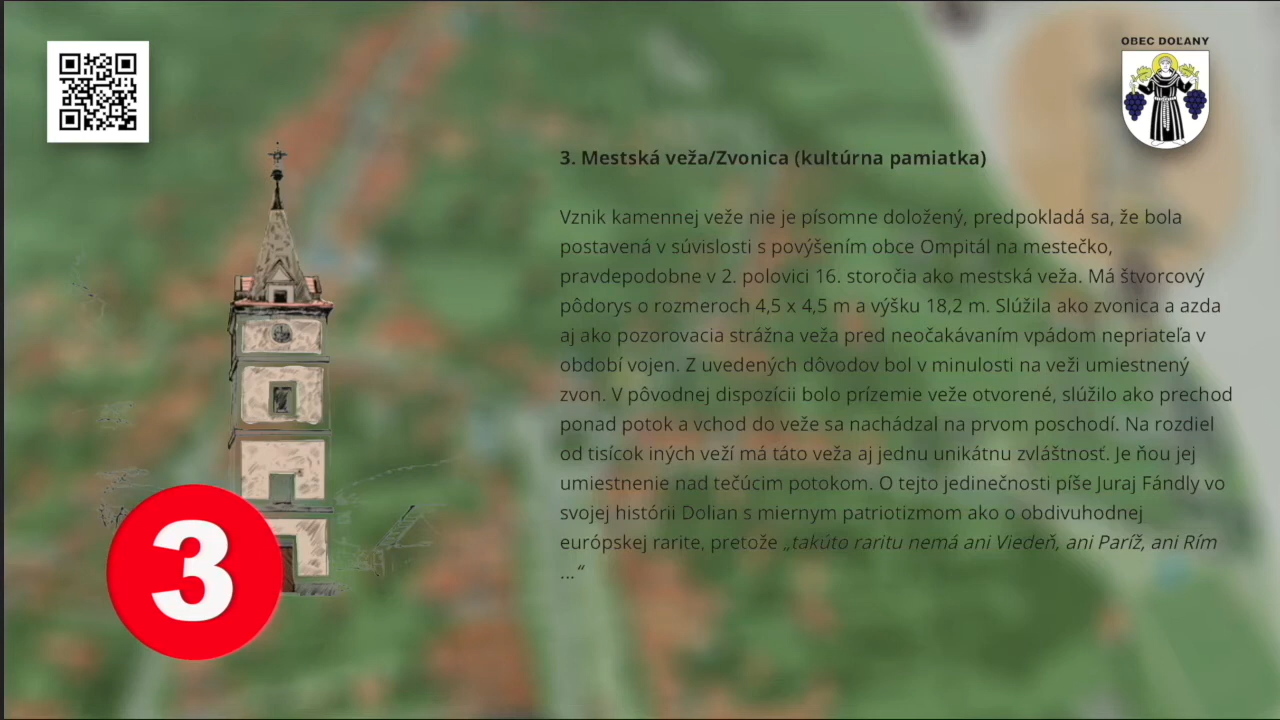 OBEC DOĽANY
3. Mestská veža/Zvonica (kultúrna pamiatka)
Vznik kamennej veže nie je písomne doložený, predpokladá sa, že bola
postavená v súvislosti s povýšením obce Ompitál na mestečko,
pravdepodobne v 2. polovici 16. storočia ako mestská veža. Má štvorcový
pôdorys o rozmeroch 4,5 x 4,5 m a výšku 18,2 m. Slúžila ako zvonica a azda
aj ako pozorovacia strážna veža pred neočakávaním vpádom nepriateľa v
období vojen. Z uvedených dôvodov bol v minulosti na veži umiestnený
zvon. V pôvodnej dispozícii bolo prízemie veže otvorené, slúžilo ako prechod
ponad potok a vchod do veže sa nachádzal na prvom poschodí. Na rozdiel
od tisícok iných veží má táto veža aj jednu unikátnu zvláštnosť. Je ňou jej
umiestnenie nad tečúcim potokom. O tejto jedinečnosti píše Juraj Fándly vo
svojej histórii Dolian s miernym patriotizmom ako o obdivuhodnej
európskej rarite, pretože „takúto raritu nemá ani Viedeň, ani Paríž, ani Rím
...“
3